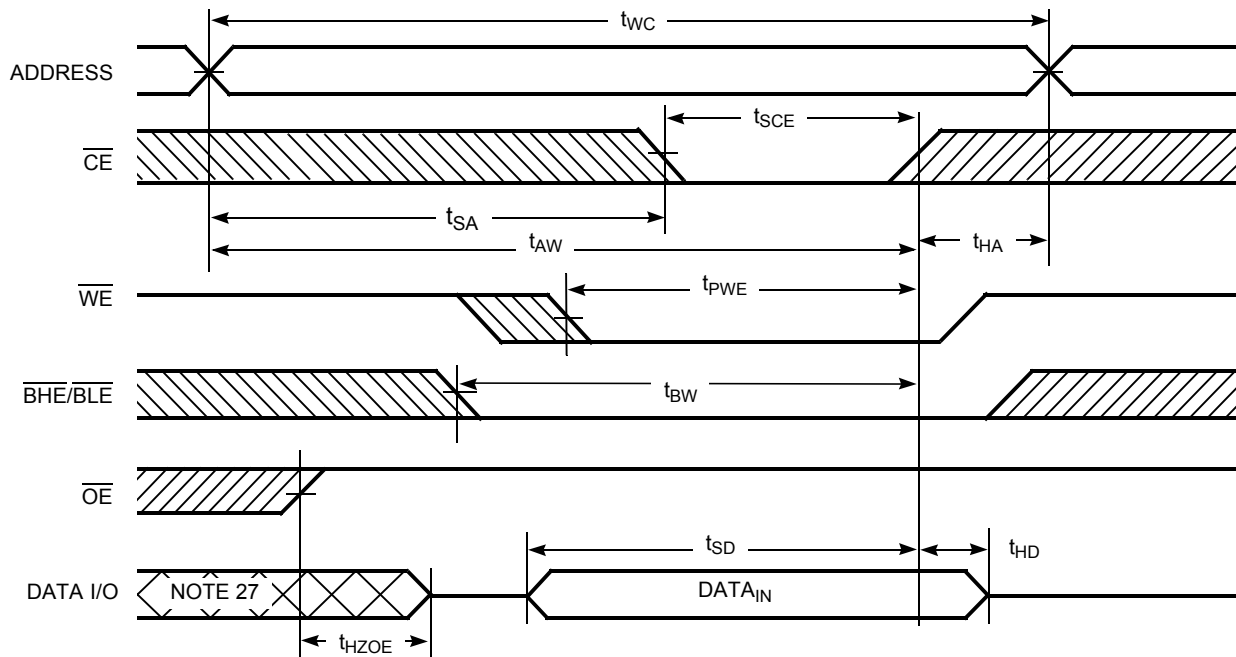 tWC
ADDRESS
tSCE
CE
tSA
tAW
tHA
WE
tPWE
BHE/BLE
tBW
OE
tSD
tHD
DATA I/O
NOTE 27
DATAIN
tHZOE